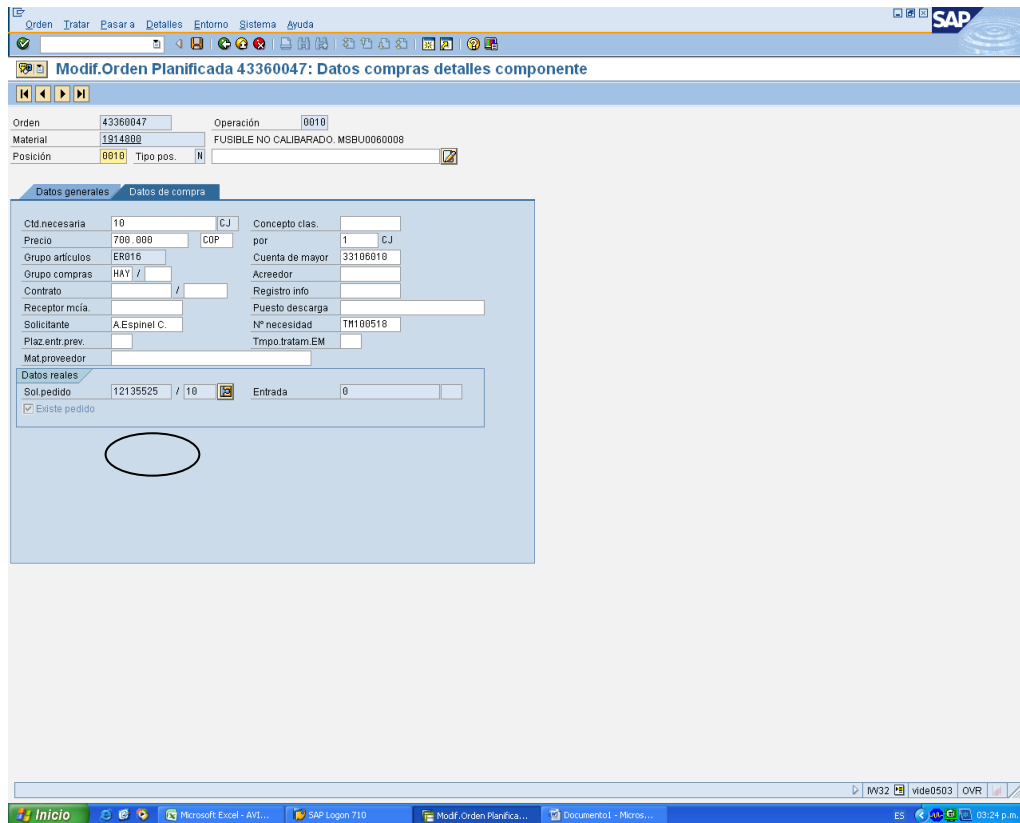 Orden Tratar Pasar a Detalles Entorno Sistema Ayuda
SAP
Modif.Orden Planificada 43360047: Datos compras detalles componente
Orden 43360047 Operación 0010
Material 1914800 FUSIBLE NO CALIBARADO. MSBU0060008
Posición 0010 Tipo pos. N
Datos generales Datos de compra
Ctd.necesaria 10 CJ Concepto clas.
Precio 700.000 COP por 1 CJ
Grupo artículos ER016 Cuenta de mayor 33106010
Grupo compras HAY / Acreedor
Contrato / Registro info
Receptor mcía. Puesto descarga
Solicitante A.Espinel C. Nº necesidad TM100518
Plaz.entr.prev. Tmpo.tratam.EM
Mat.proveedor
Datos reales
Sol.pedido 12135525 / 10 Entrada 0
Existe pedido
IW32 vide0503 OVR
Inicio Microsoft Excel - AVI... SAP Logon 710 Modif.Orden Planifica... Documento1 - Micros... ES 03:24 p.m.